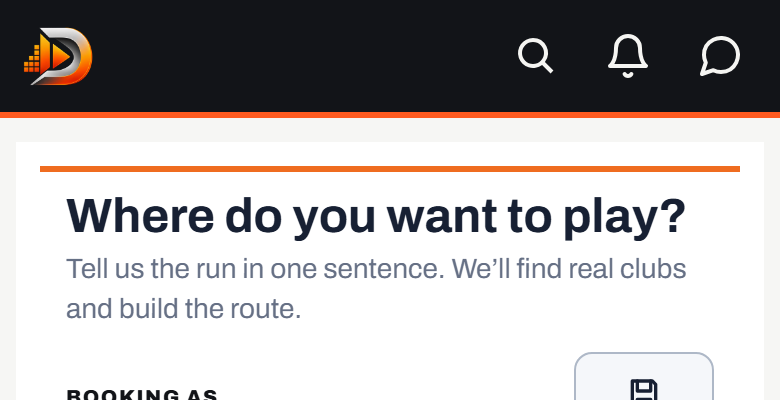 Where do you want to play?
Tell us the run in one sentence. We’ll find real clubs
and build the route.
BOOKING AS